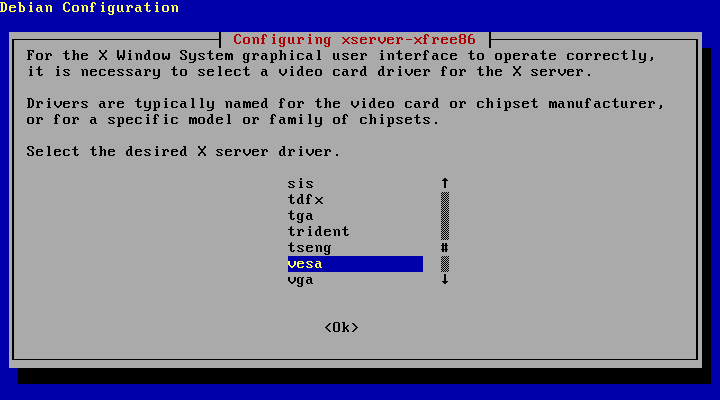 Debian Configuration
Configuring xserver-xfree86
For the X Window System graphical user interface to operate correctly,
it is necessary to select a video card driver for the X server.
Drivers are typically named for the video card or chipset manufacturer,
or for a specific model or family of chipsets.
Select the desired X server driver.
sis ↑
tdfx
tga
trident
tseng #
vesa
vga ↓
<Ok>